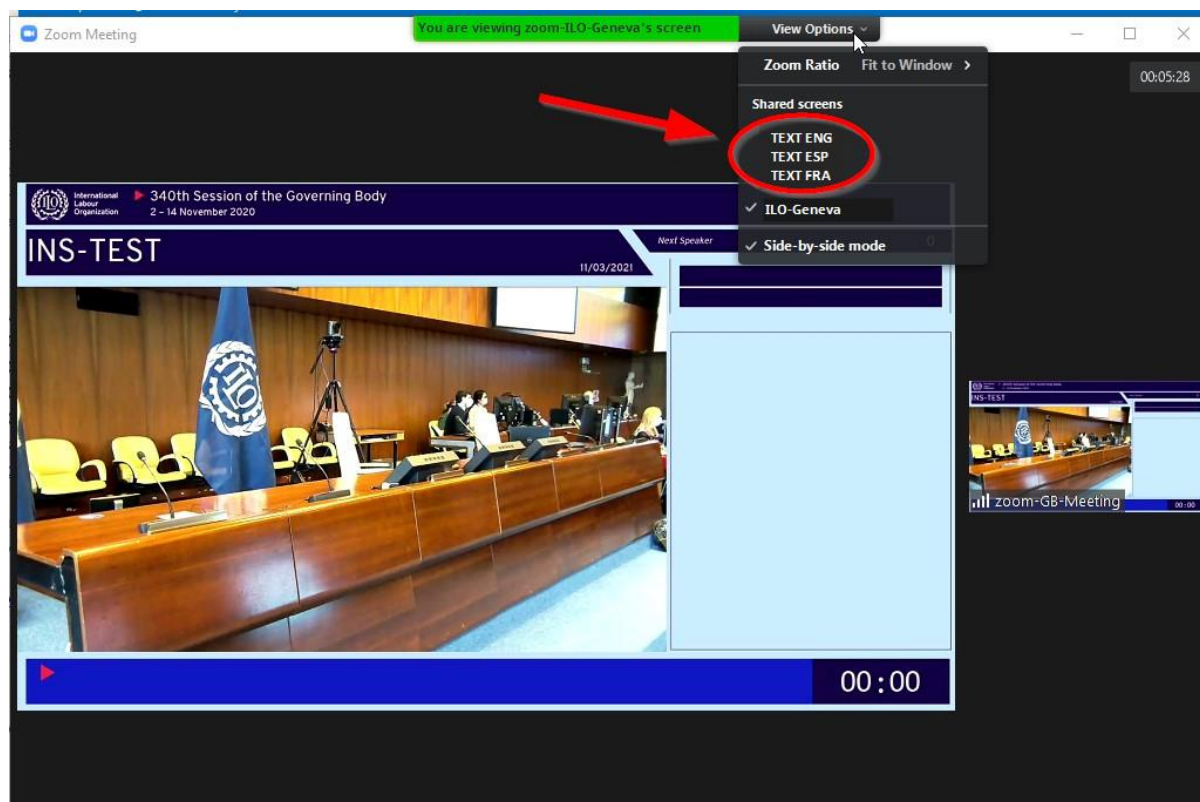 Zoom Meeting
You are viewing zoom-ILO-Geneva's screen
View Options
Zoom Ratio Fit to Window
00:05:28
Shared screens
TEXT ENG
TEXT ESP
TEXT FRA
ILO-Geneva
Side-by-side mode
International
Labour
Organization
340th Session of the Governing Body
2 – 14 November 2020
INS-TEST
Next Speaker
0
11/03/2021
ILO
INS-TEST
zoom-GB-Meeting
00:00
00:00